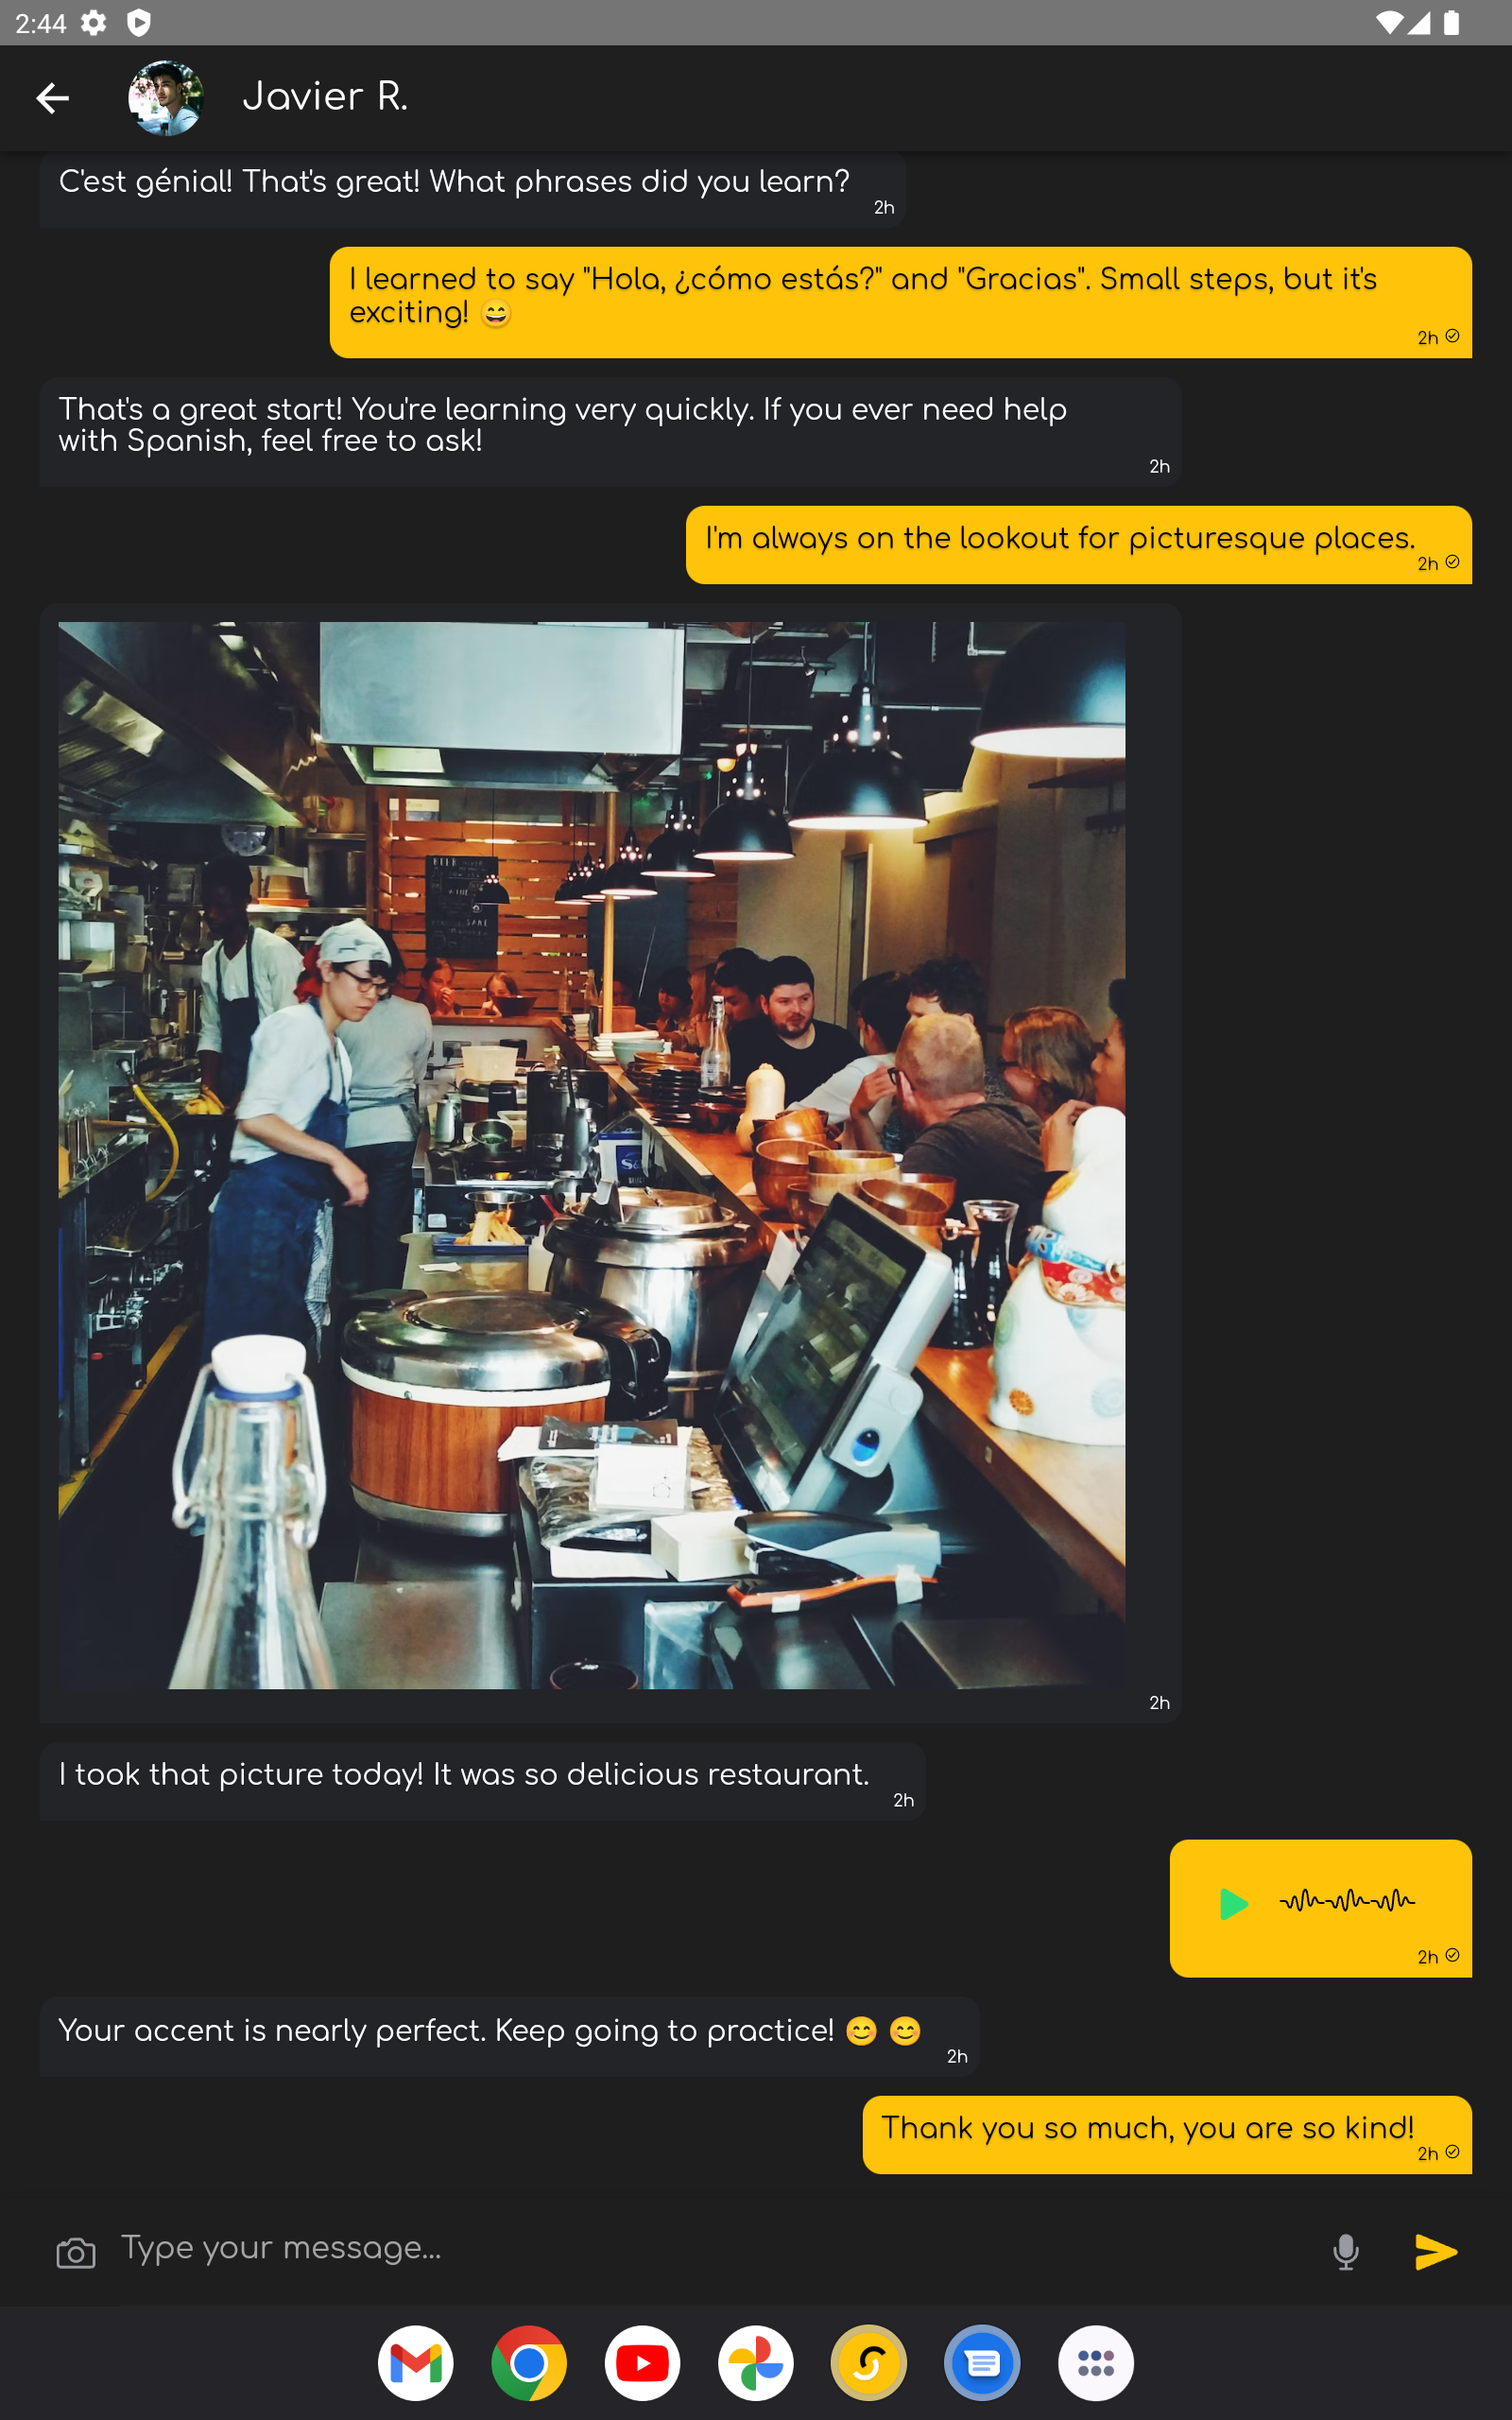 2:44
Javier R.
C'est génial! That's great! What phrases did you learn?
2h
I learned to say "Hola, ¿cómo estás?" and "Gracias". Small steps, but it's
exciting! 😄
2h
That's a great start! You're learning very quickly. If you ever need help
with Spanish, feel free to ask!
2h
I'm always on the lookout for picturesque places.
2h
BEER
SAKE
2h
I took that picture today! It was so delicious restaurant.
2h
2h
Your accent is nearly perfect. Keep going to practice! 😊 😊
2h
Thank you so much, you are so kind!
2h
Type your message...